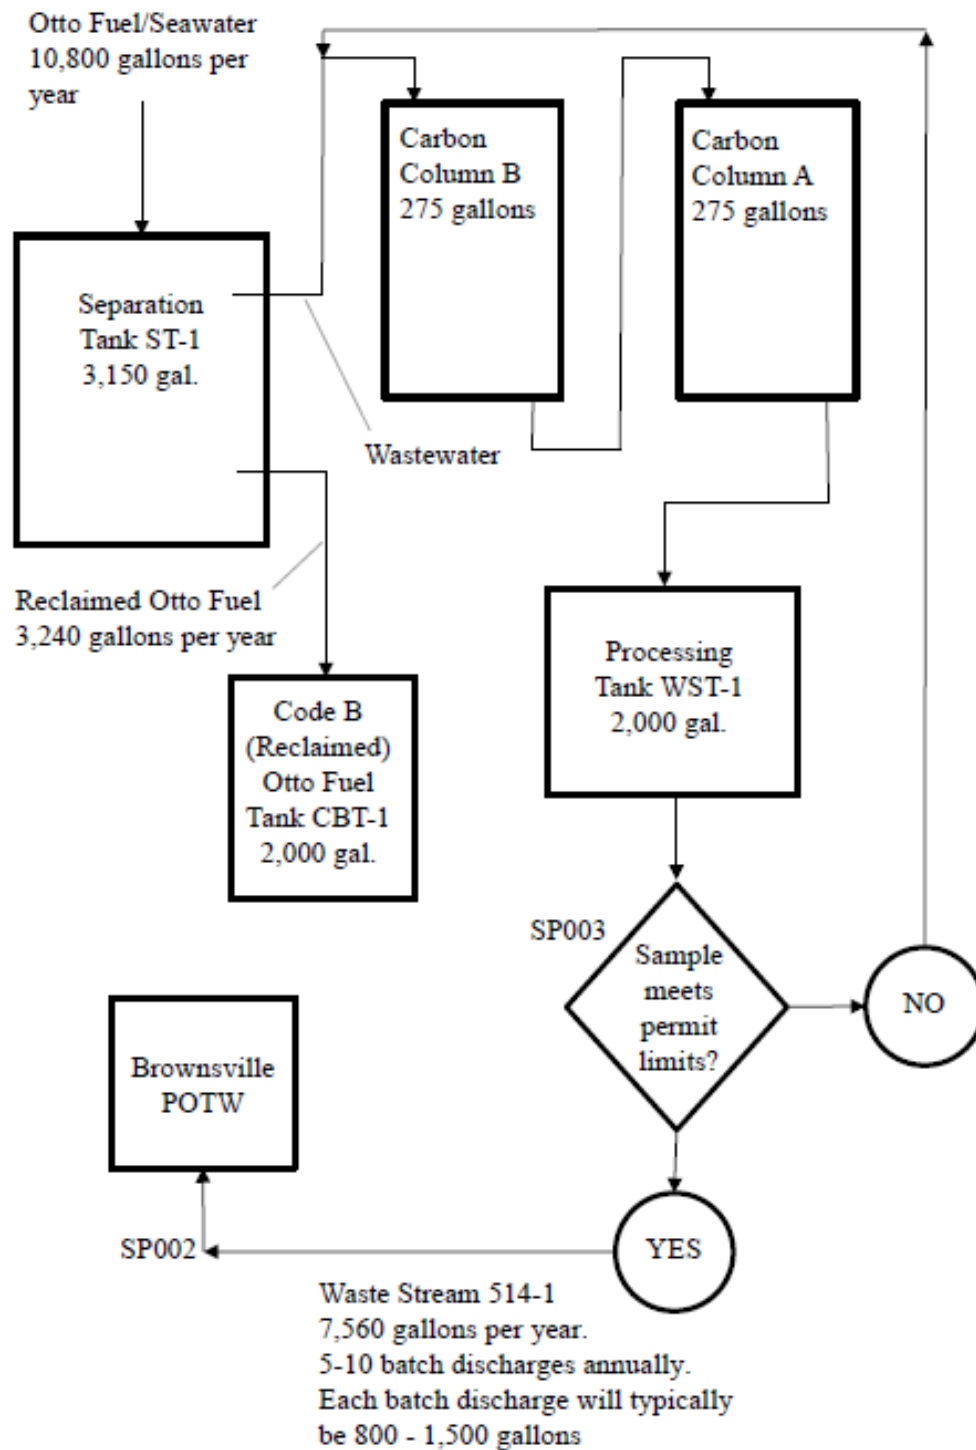 Otto Fuel/Seawater
10,800 gallons per
year
Carbon
Column B
275 gallons
Carbon
Column A
275 gallons
Separation
Tank ST-1
3,150 gal.
Wastewater
Reclaimed Otto Fuel
3,240 gallons per year
Code B
(Reclaimed)
Otto Fuel
Tank CBT-1
2,000 gal.
Processing
Tank WST-1
2,000 gal.
SP003
Sample
meets
permit
limits?
NO
Brownsville
POTW
SP002
YES
Waste Stream 514-1
7,560 gallons per year.
5-10 batch discharges annually.
Each batch discharge will typically
be 800 - 1,500 gallons